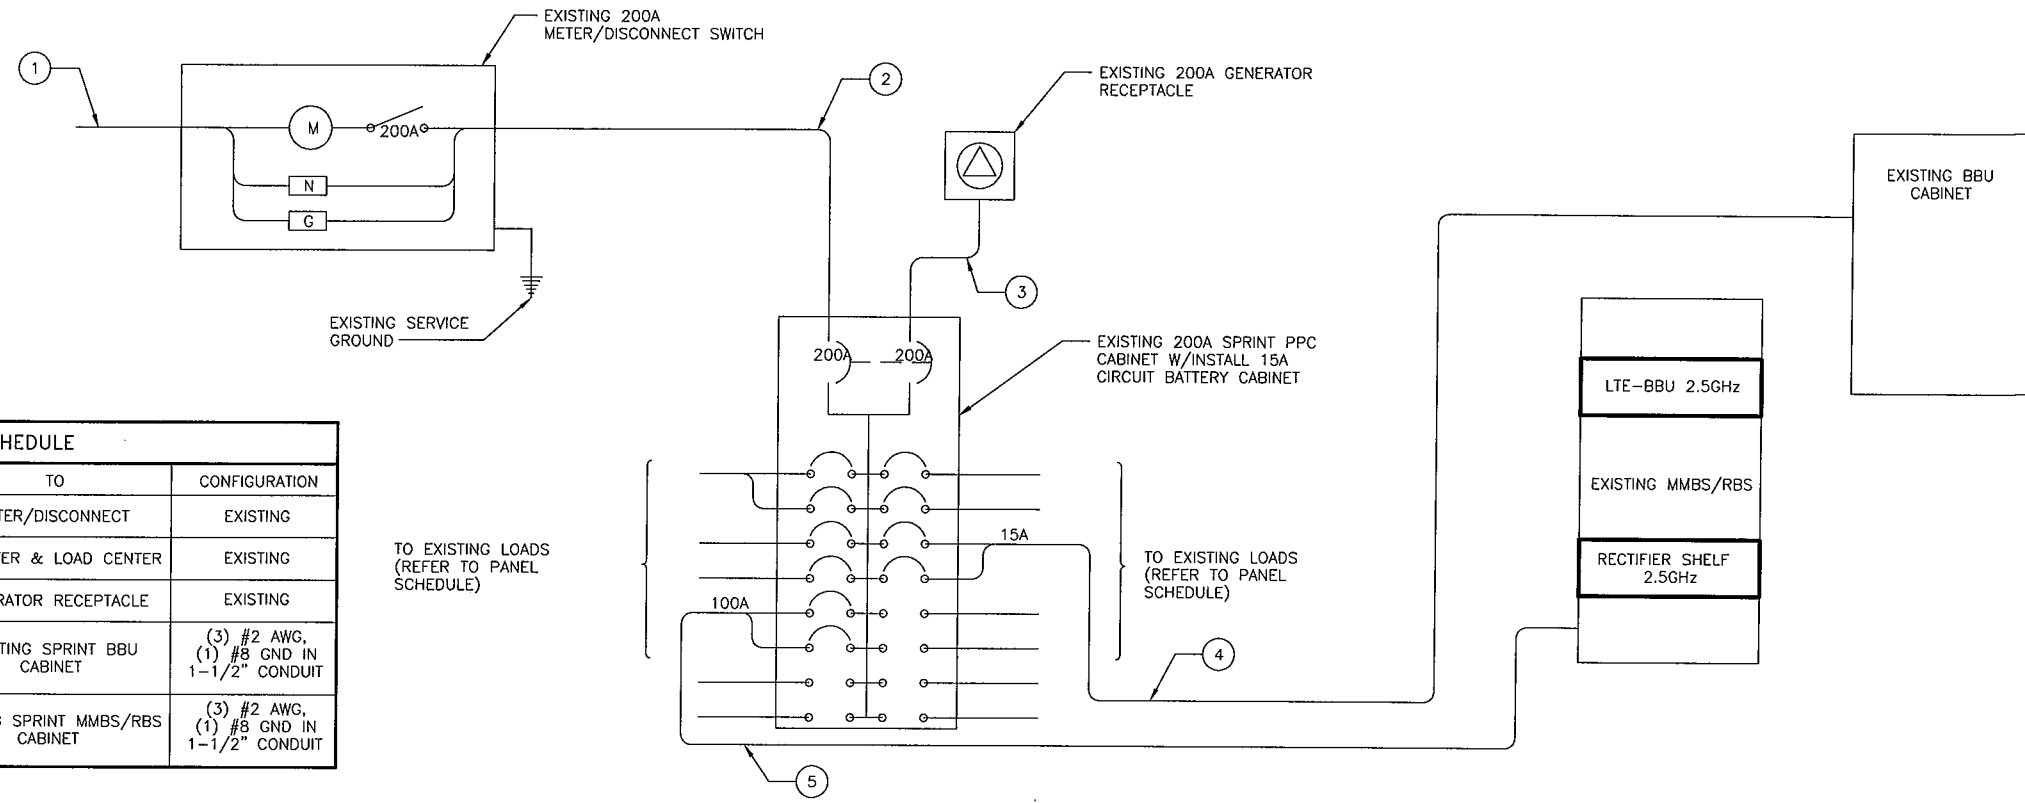 EXISTING 200A
METER/DISCONNECT SWITCH
1
2
EXISTING 200A GENERATOR
RECEPTACLE
M
200A
N
G
EXISTING BBU
CABINET
3
EXISTING SERVICE
GROUND
200A
200A
EXISTING 200A SPRINT PPC
CABINET W/INSTALL 15A
CIRCUIT BATTERY CABINET
LTE-BBU 2.5GHz
EXISTING MMBS/RBS
RECTIFIER SHELF
2.5GHz
HEDULE
TO
CONFIGURATION
TER/DISCONNECT
EXISTING
TER & LOAD CENTER
EXISTING
RATOR RECEPTACLE
EXISTING
TING SPRINT BBU
CABINET
(3) #2 AWG,
(1) #8 GND IN
1-1/2" CONDUIT
SPRINT MMBS/RBS
CABINET
(3) #2 AWG,
(1) #8 GND IN
1-1/2" CONDUIT
TO EXISTING LOADS
(REFER TO PANEL
SCHEDULE)
15A
100A
TO EXISTING LOADS
(REFER TO PANEL
SCHEDULE)
4
5